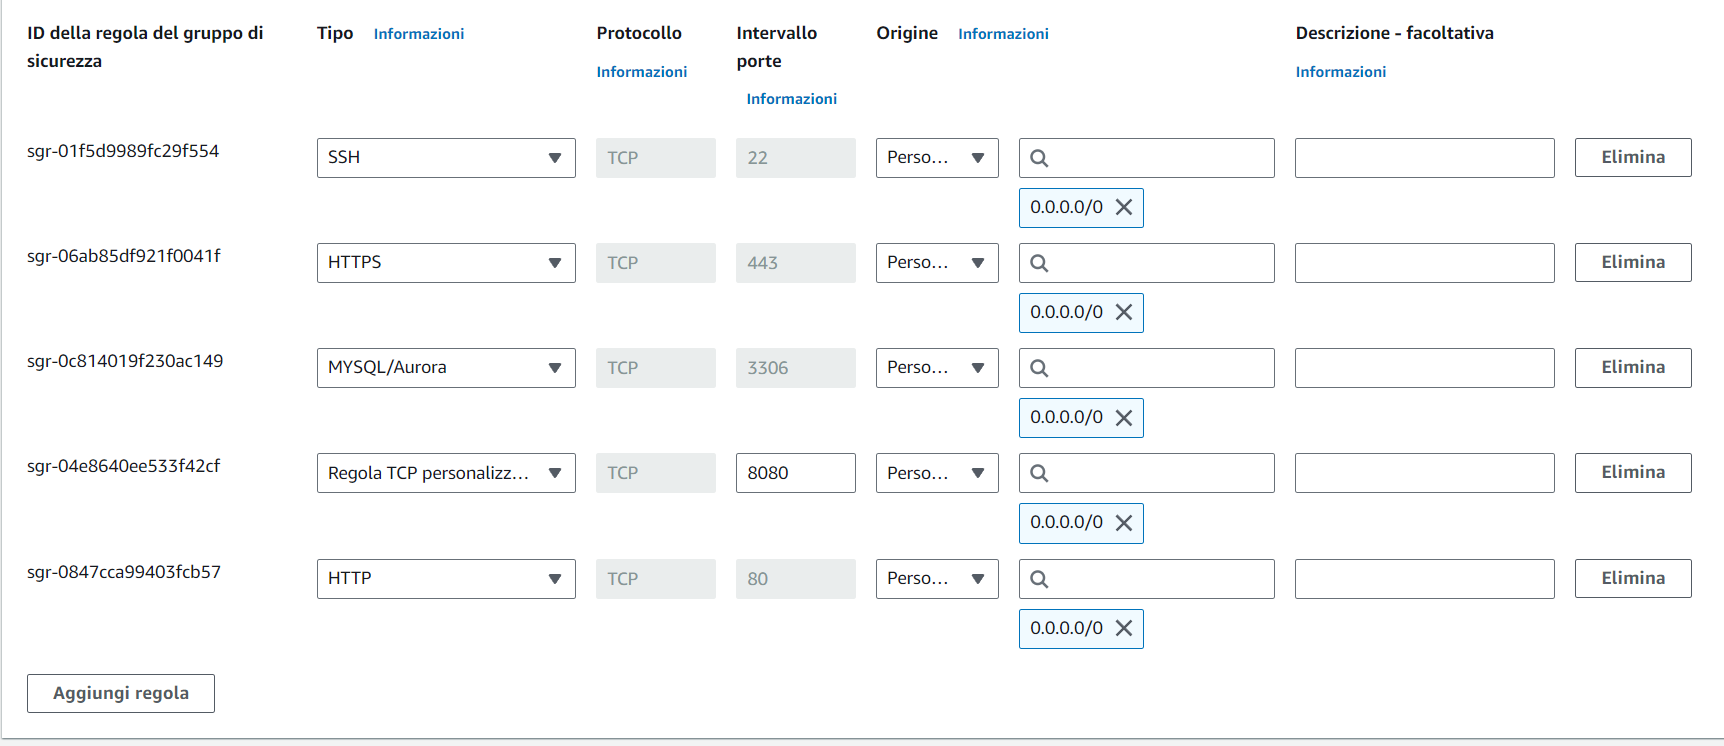 ID della regola del gruppo di sicurezza
Tipo Informazioni
Protocollo Informazioni
Intervallo porte Informazioni
Origine Informazioni
Descrizione - facoltativa Informazioni
sgr-01f5d9989fc29f554 SSH TCP 22 Perso... Elimina
0.0.0.0/0
sgr-06ab85df921f0041f HTTPS TCP 443 Perso... Elimina
0.0.0.0/0
sgr-0c814019f230ac149 MYSQL/Aurora TCP 3306 Perso... Elimina
0.0.0.0/0
sgr-04e8640ee533f42cf Regola TCP personalizz... TCP 8080 Perso... Elimina
0.0.0.0/0
sgr-0847cca99403fcb57 HTTP TCP 80 Perso... Elimina
0.0.0.0/0
Aggiungi regola